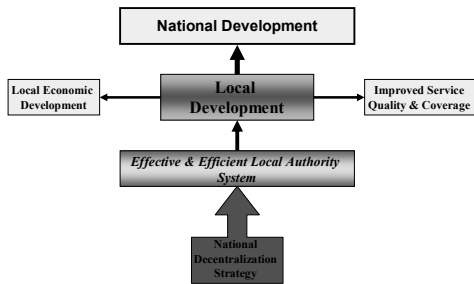 National Development
Local Economic
Development
Local
Development
Improved Service
Quality & Coverage
Effective & Efficient Local Authority
System
National
Decentralization
Strategy